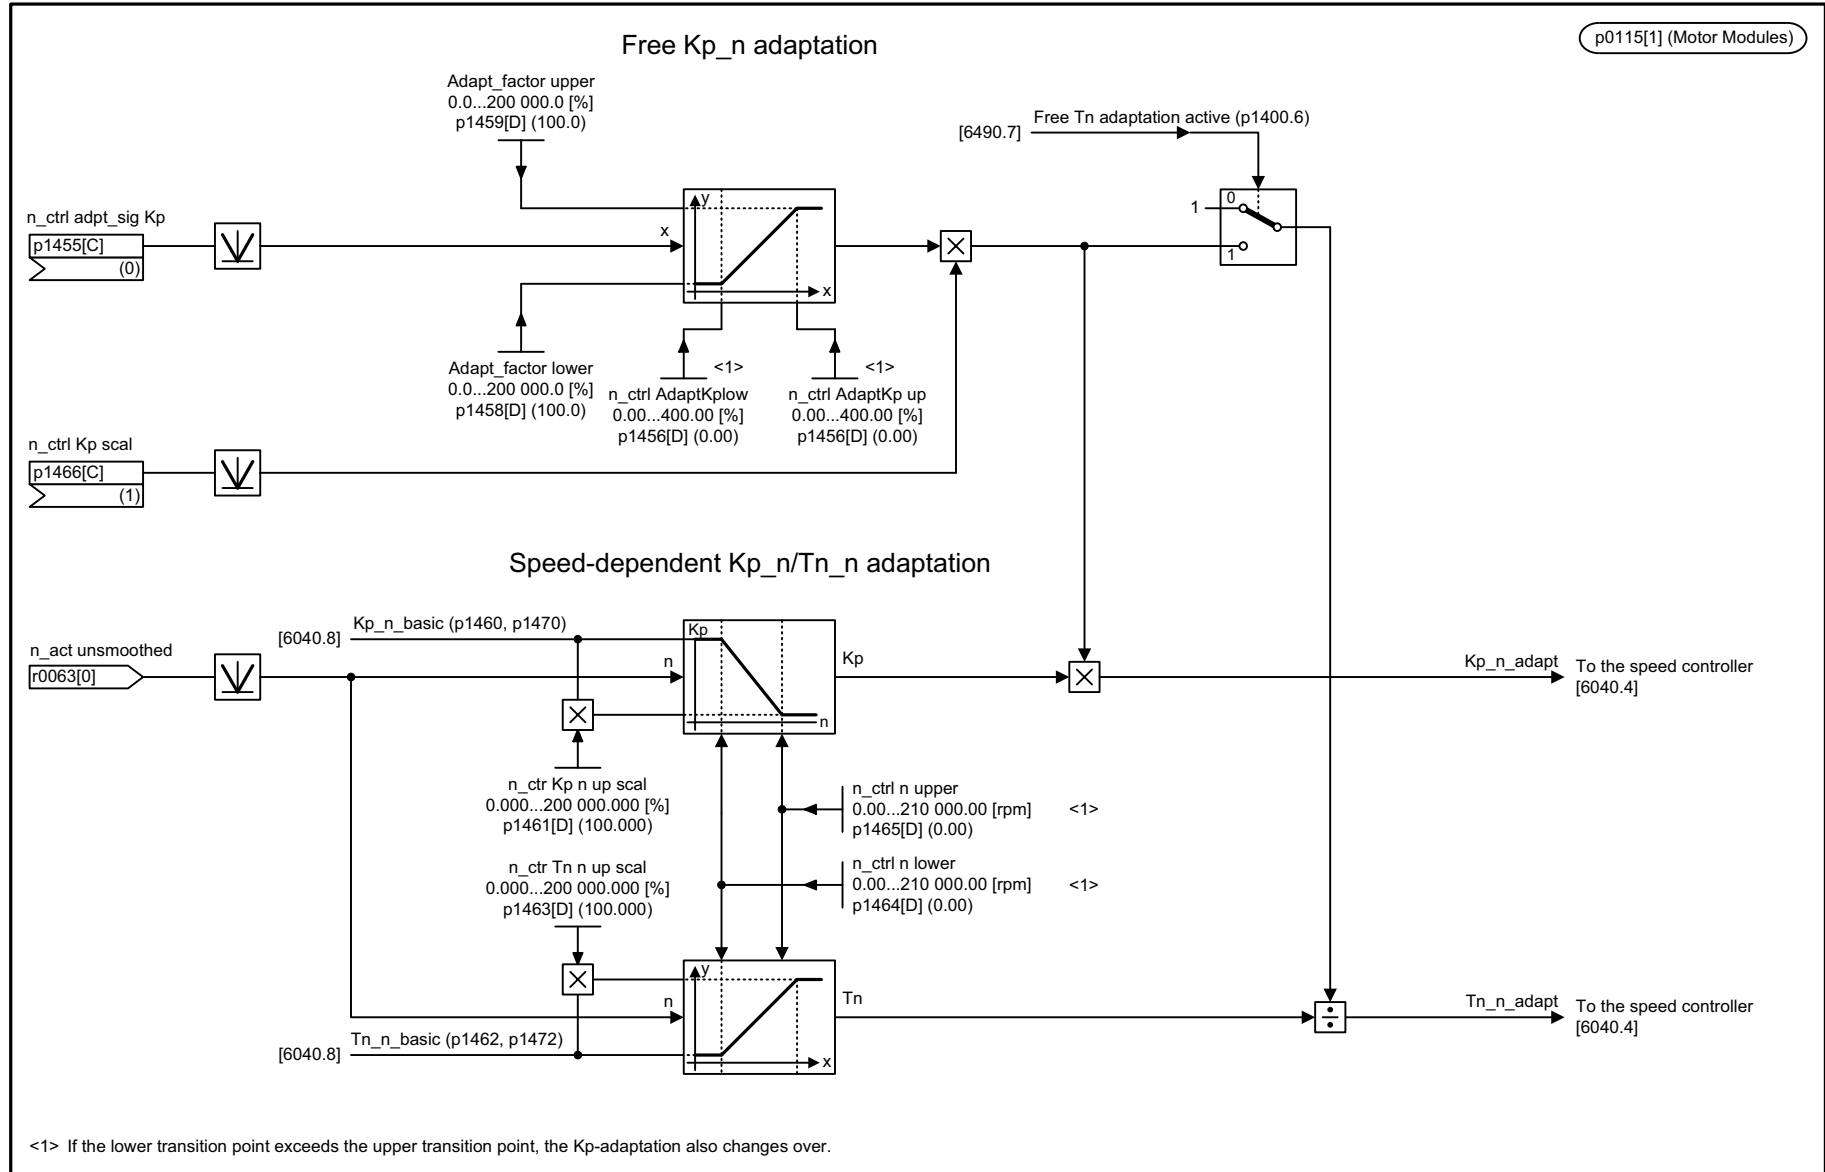 Free Kp_n adaptation
p0115[1] (Motor Modules)
Adapt_factor upper
0.0...200 000.0 [%]
p1459[D] (100.0)
Free Tn adaptation active (p1400.6)
[6490.7]
n_ctrl adpt_sig Kp
p1455[C]
(0)
x
y
x
1
0
1
Adapt_factor lower
0.0...200 000.0 [%]
p1458[D] (100.0)
<1>
n_ctrl AdaptKplow
0.00...400.00 [%]
p1456[D] (0.00)
<1>
n_ctrl AdaptKp up
0.00...400.00 [%]
p1456[D] (0.00)
n_ctrl Kp scal
p1466[C]
(1)
Speed-dependent Kp_n/Tn_n adaptation
[6040.8]
Kp_n_basic (p1460, p1470)
n_act unsmoothed
r0063[0]
n
Kp
n
Kp
Kp_n_adapt
To the speed controller
[6040.4]
n_ctr Kp n up scal
0.000...200 000.000 [%]
p1461[D] (100.000)
n_ctrl n upper
0.00...210 000.00 [rpm]
p1465[D] (0.00)
<1>
n_ctr Tn n up scal
0.000...200 000.000 [%]
p1463[D] (100.000)
n_ctrl n lower
0.00...210 000.00 [rpm]
p1464[D] (0.00)
<1>
n
y
x
Tn
Tn_n_adapt
To the speed controller
[6040.4]
[6040.8]
Tn_n_basic (p1462, p1472)
<1> If the lower transition point exceeds the upper transition point, the Kp-adaptation also changes over.